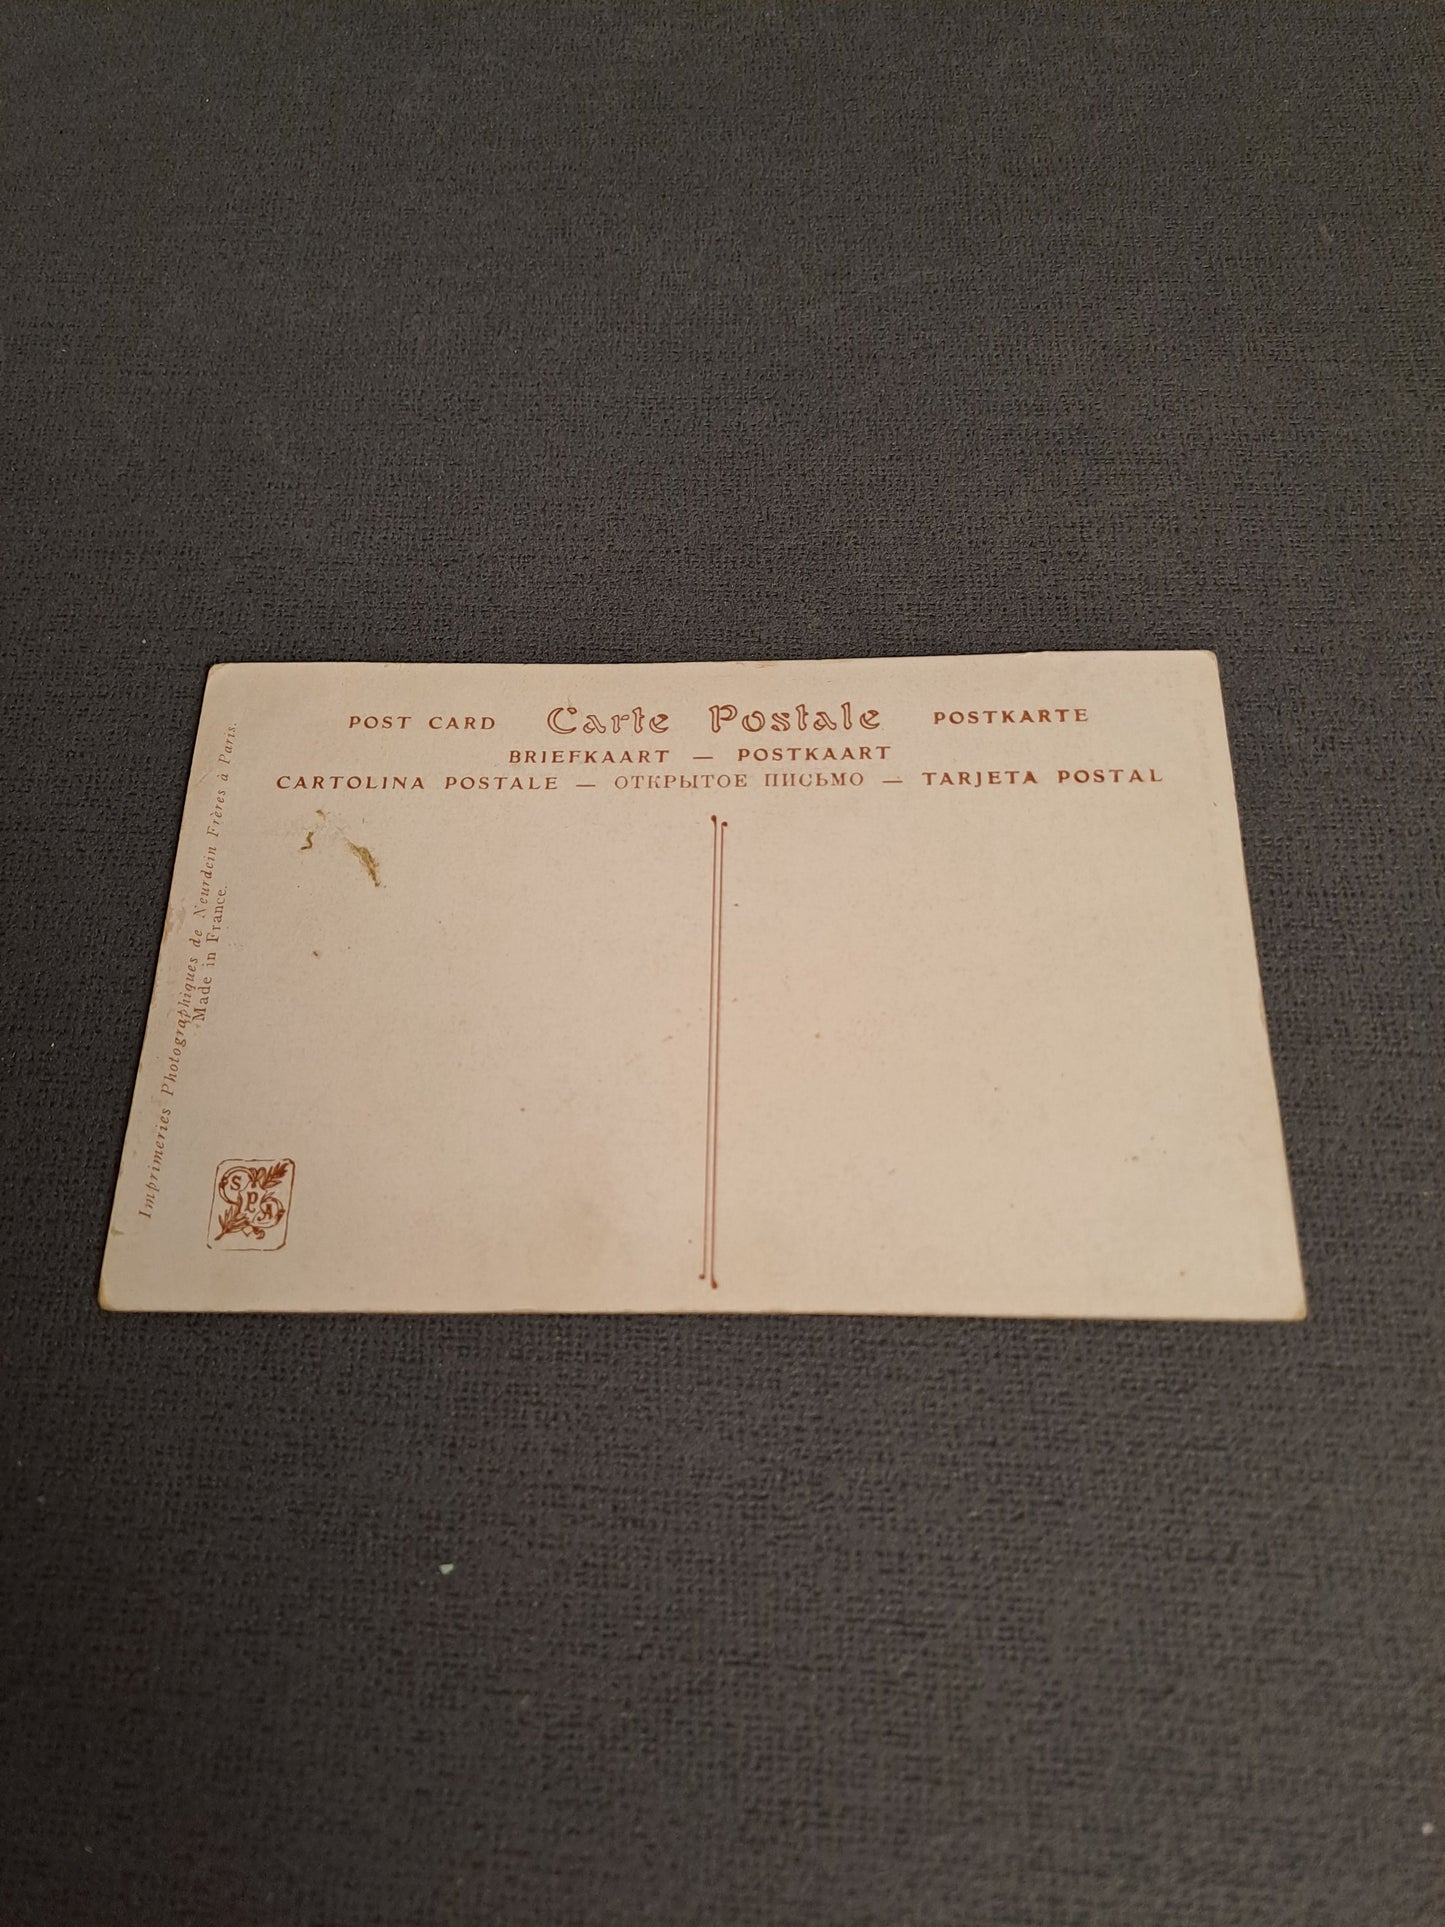 POST CARD Carte Postale POSTKARTE
BRIEFKAART — POSTKAART
CARTOLINA POSTALE — ОТКРЫТОЕ ПИСЬМО — TARJETA POSTAL
Imprimeries Photographiques de Neurdein Frères à Paris.
Made in France.
S
P
A